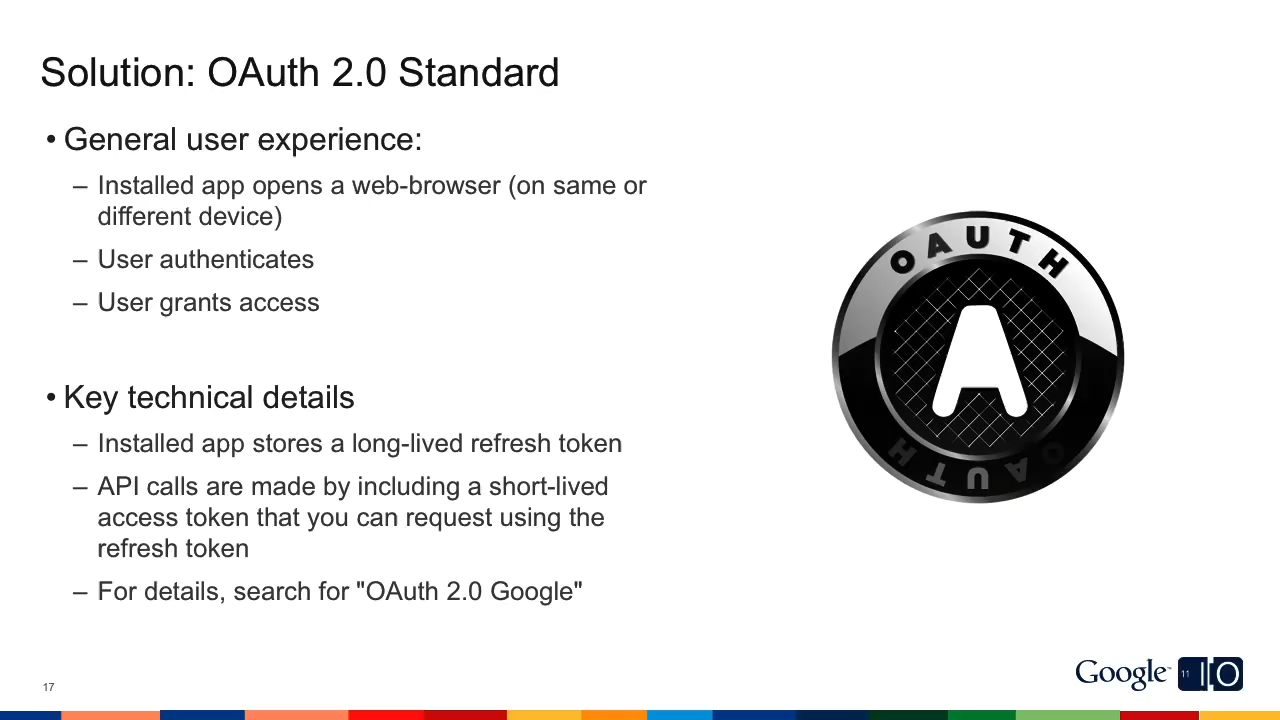 Solution: OAuth 2.0 Standard
• General user experience:
– Installed app opens a web-browser (on same or
different device)
– User authenticates
– User grants access
• Key technical details
– Installed app stores a long-lived refresh token
– API calls are made by including a short-lived
access token that you can request using the
refresh token
– For details, search for "OAuth 2.0 Google"
OAUTH
A
OAUTH
17
Google™ 11 IO